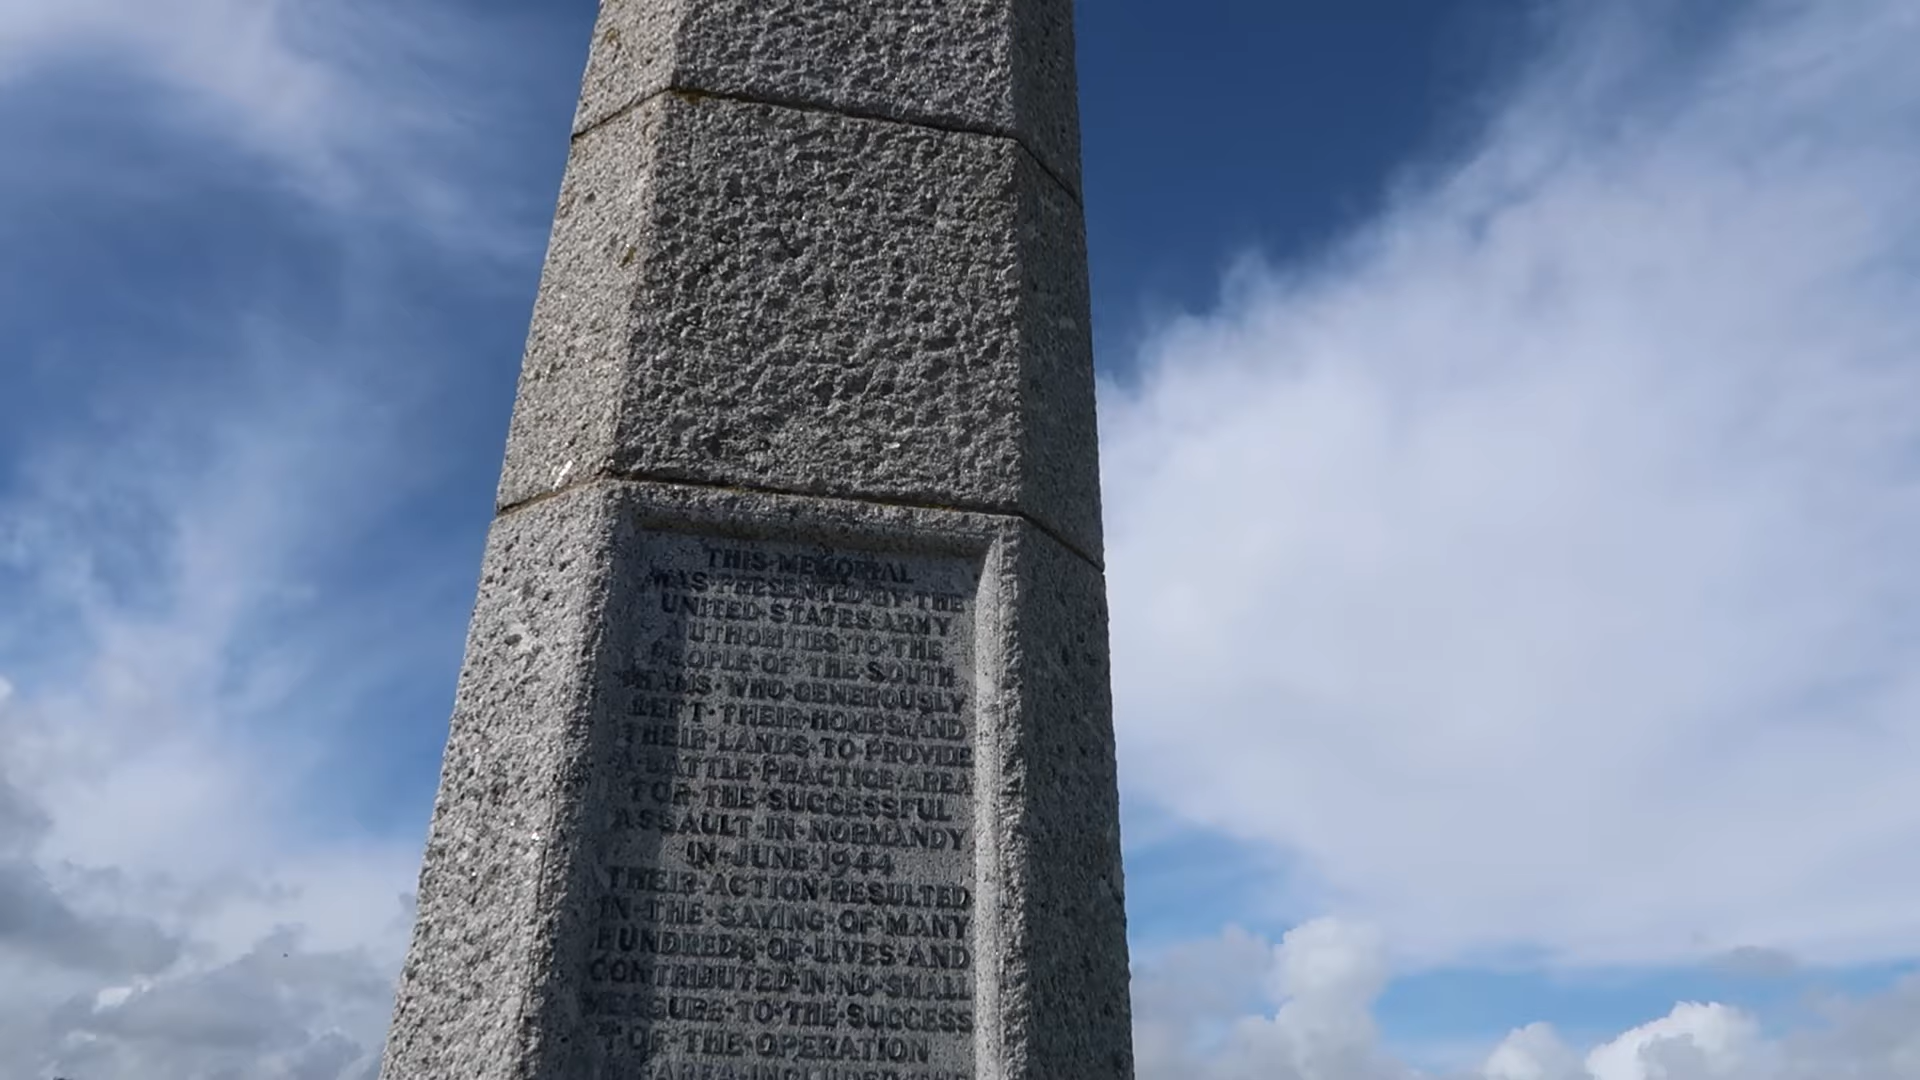 THIS·MEMORIAL
WAS·PRESENTED·BY·THE
UNITED·STATES·ARMY
AUTHORITIES·TO·THE
PEOPLE·OF·THE·SOUTH
HAMS·WHO·GENEROUSLY
LEFT·THEIR·HOMES·AND
THEIR·LANDS·TO·PROVIDE
A·BATTLE·PRACTICE·AREA
FOR·THE·SUCCESSFUL
ASSAULT·IN·NORMANDY
IN·JUNE·1944
THEIR·ACTION·RESULTED
IN·THE·SAVING·OF·MANY
HUNDREDS·OF·LIVES·AND
CONTRIBUTED·IN·NO·SMALL
MEASURE·TO·THE·SUCCESS
OF·THE·OPERATION
AREA·INCLUDED·THE